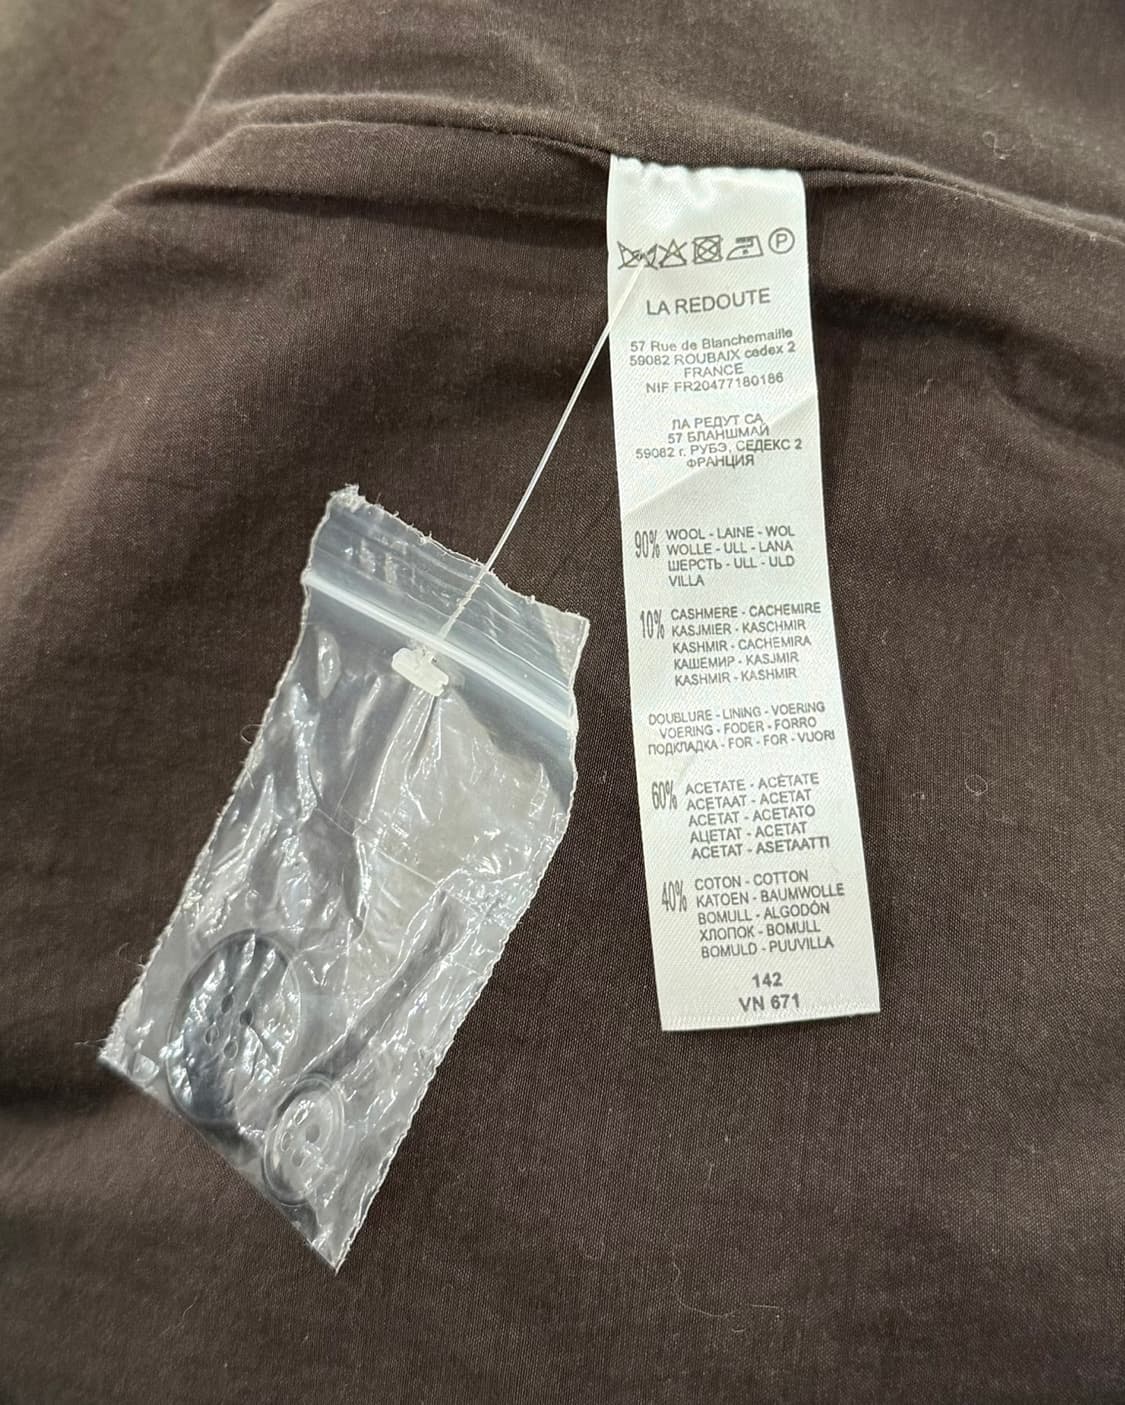 P
LA REDOUTE
57 Rue de Blanchemaille
59082 ROUBAIX cedex 2
FRANCE
NIF FR20477180186
ЛА РЕДУТ СА
57 БЛАНШМАЙ
59082 г. РУБЭ, СЕДЕКС 2
ФРАНЦИЯ
90% WOOL - LAINE - WOL
WOLLE - ULL - LANA
ШЕРСТЬ - ULL - ULD
VILLA
10% CASHMERE - CACHEMIRE
KASJMIER - KASCHMIR
KASHMIR - CACHEMIRA
КАШЕМИР - KASJMIR
KASHMIR - KASHMIR
DOUBLURE - LINING - VOERING
VOERING - FODER - FORRO
ПОДКЛАДКА - FOR - FOR - VUORI
60% ACETATE - ACÉTATE
ACETAAT - ACETAT
ACETAT - ACETATO
АЦЕТАТ - ACETAT
ACETAT - ASETAATTI
40% COTON - COTTON
KATOEN - BAUMWOLLE
BOMULL - ALGODÓN
ХЛОПОК - BOMULL
BOMULD - PUUVILLA
142
VN 671